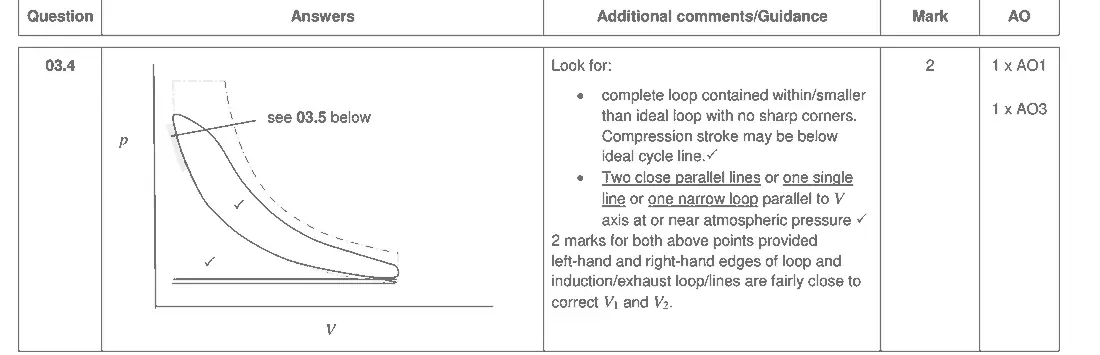 Question Answers Additional comments/Guidance Mark AO
03.4 Look for: 2 1 x AO1
• complete loop contained within/smaller
than ideal loop with no sharp corners.
Compression stroke may be below
ideal cycle line.✓
1 x AO3
• Two close parallel lines or one single
line or one narrow loop parallel to V
axis at or near atmospheric pressure ✓
2 marks for both above points provided
left-hand and right-hand edges of loop and
induction/exhaust loop/lines are fairly close to
correct V₁ and V₂.
see 03.5 below
p
✓
✓
V